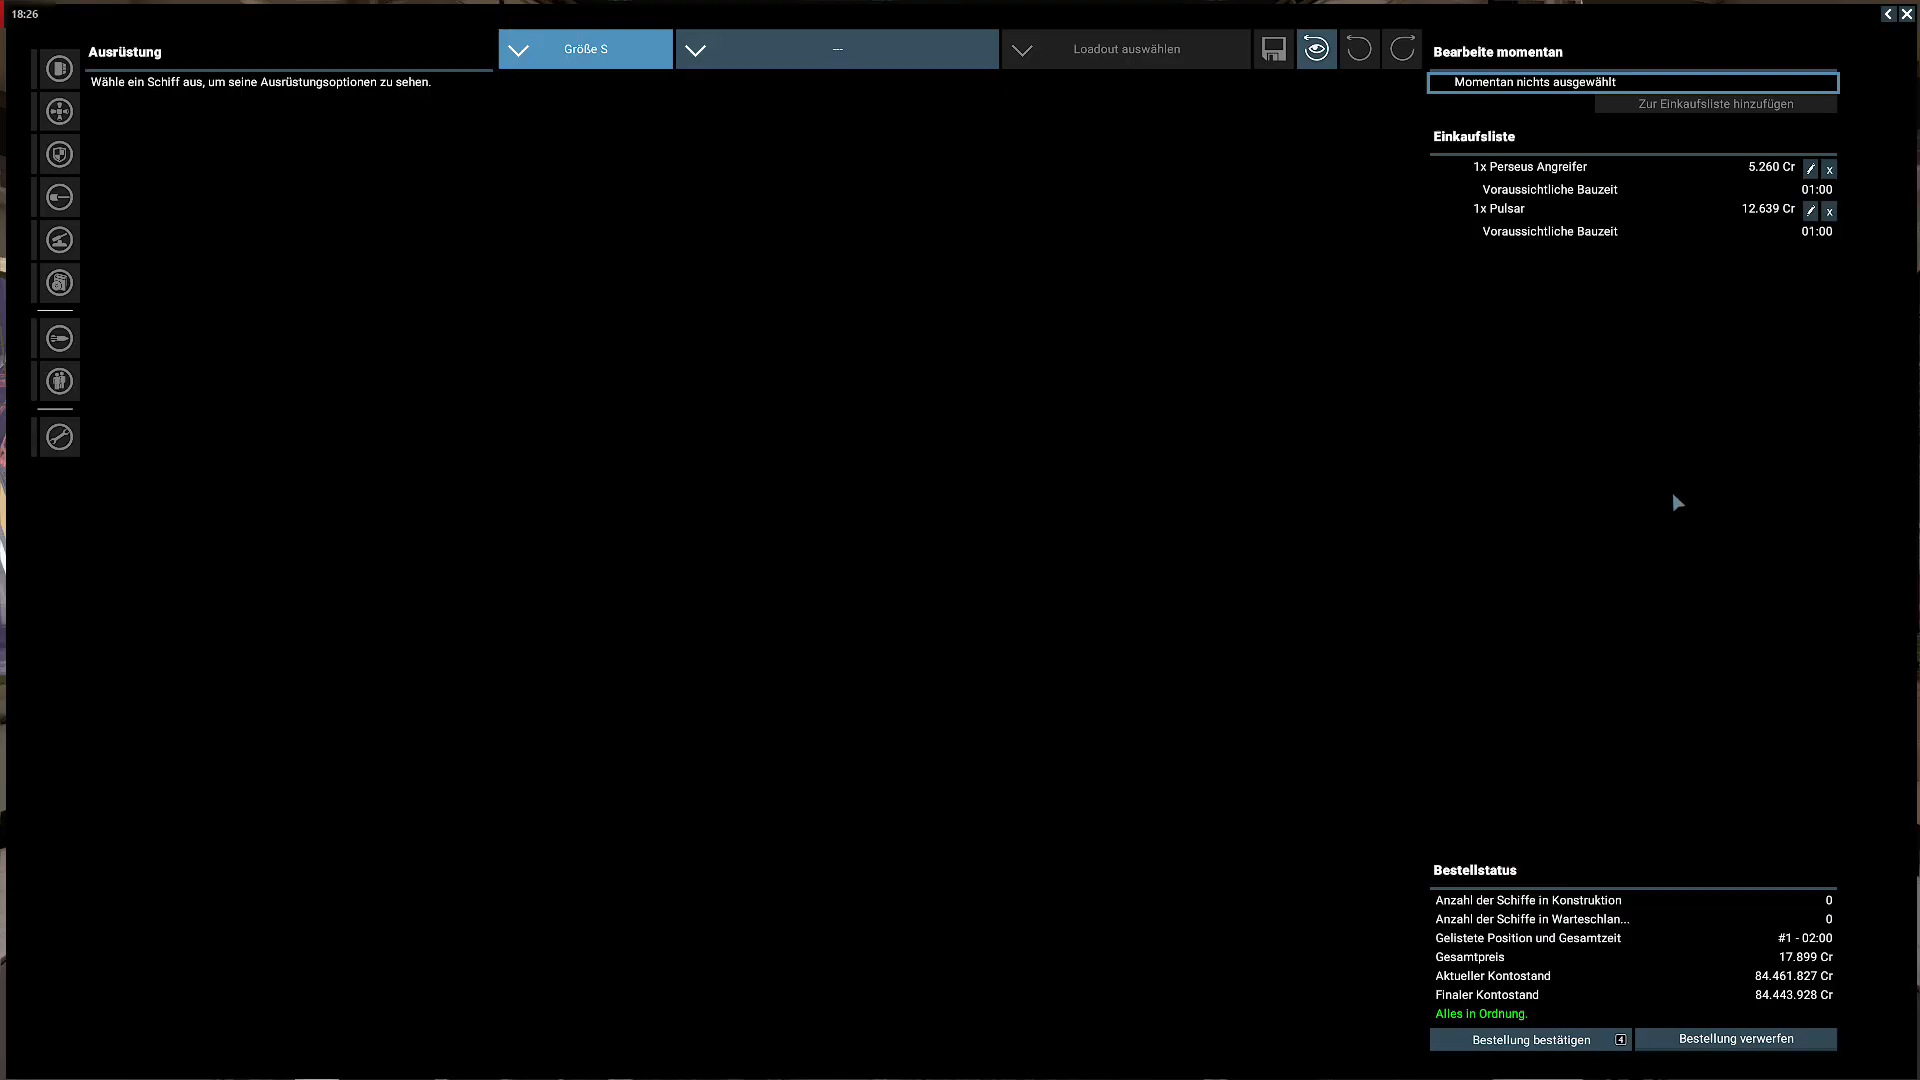 18:26
Ausrüstung
Größe S
---
Loadout auswählen
Wähle ein Schiff aus, um seine Ausrüstungsoptionen zu sehen.
Bearbeite momentan
Momentan nichts ausgewählt
Zur Einkaufsliste hinzufügen
Einkaufsliste
1x Perseus Angreifer 5.260 Cr x
Voraussichtliche Bauzeit 01:00
1x Pulsar 12.639 Cr x
Voraussichtliche Bauzeit 01:00
Bestellstatus
Anzahl der Schiffe in Konstruktion 0
Anzahl der Schiffe in Warteschlan... 0
Gelistete Position und Gesamtzeit #1 - 02:00
Gesamtpreis 17.899 Cr
Aktueller Kontostand 84.461.827 Cr
Finaler Kontostand 84.443.928 Cr
Alles in Ordnung.
Bestellung bestätigen 4 Bestellung verwerfen